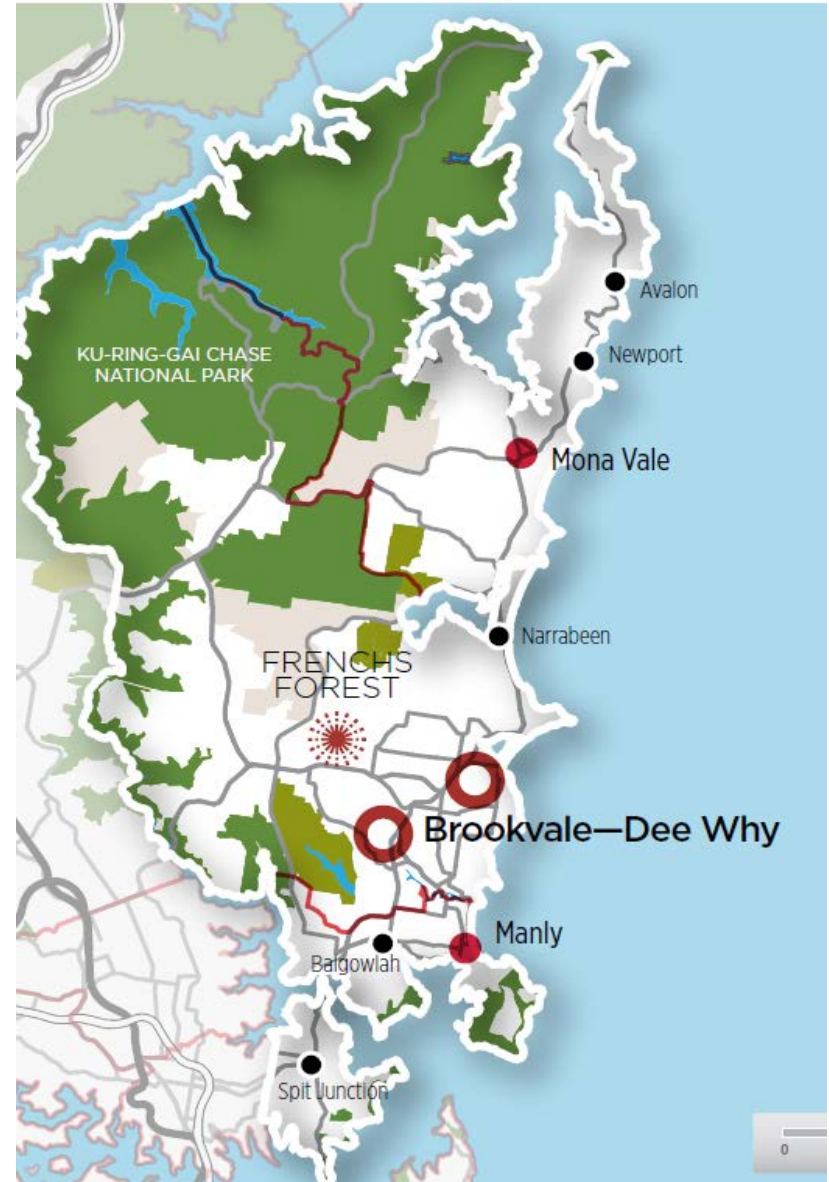 Avalon
KU-RING-GAI CHASE
NATIONAL PARK
Newport
Mona Vale
Narrabeen
FRENCHS
FOREST
Brookvale—Dee Why
Manly
Balgowlah
Spit Junction
0